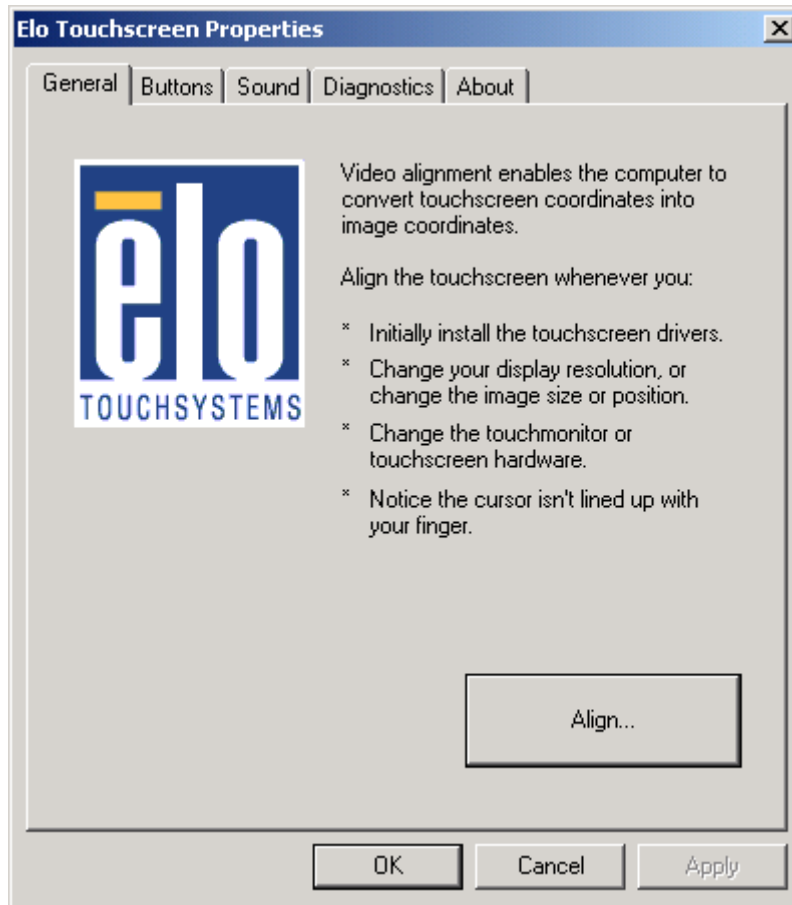 Elo Touchscreen Properties
General Buttons Sound Diagnostics About
elo
TOUCHSYSTEMS
Video alignment enables the computer to
convert touchscreen coordinates into
image coordinates.
Align the touchscreen whenever you:
* Initially install the touchscreen drivers.
* Change your display resolution, or
change the image size or position.
* Change the touchmonitor or
touchscreen hardware.
* Notice the cursor isn't lined up with
your finger.
Align...
OK Cancel Apply